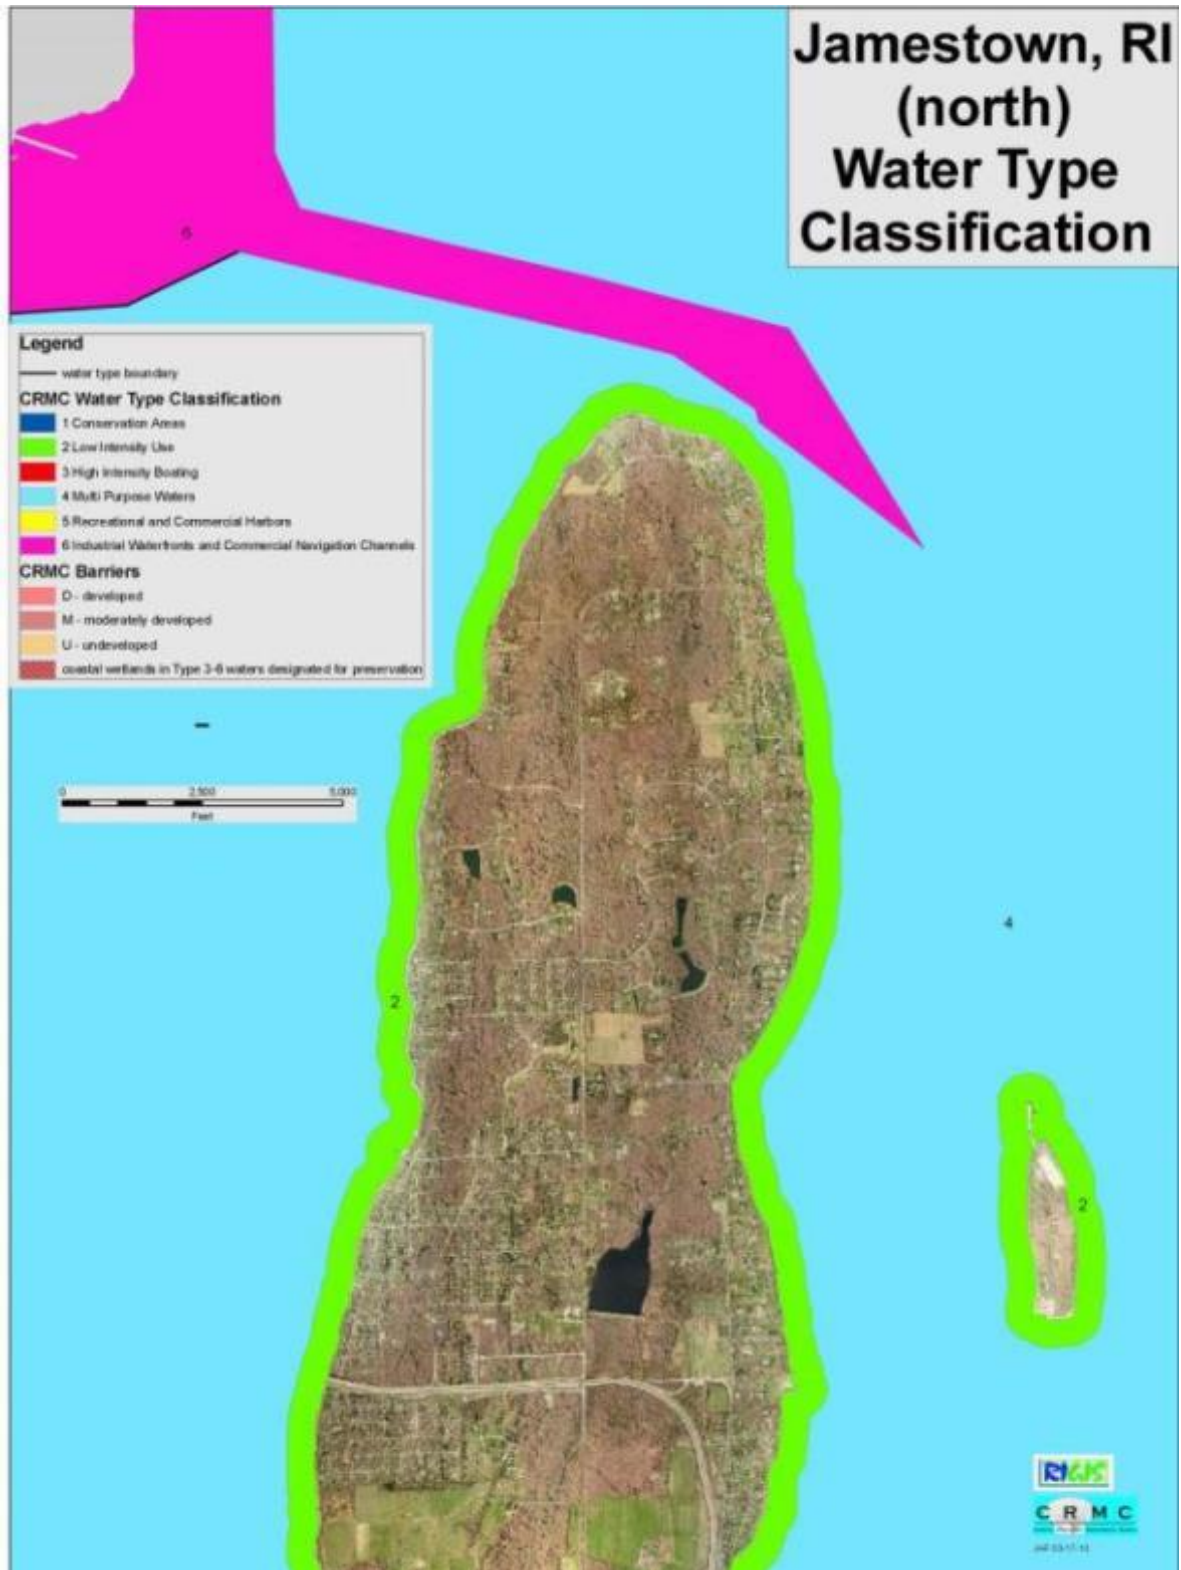 Jamestown, RI
(north)
Water Type
Classification
6
Legend
water type boundary
CRMC Water Type Classification
1 Conservation Areas
2 Low Intensity Use
3 High Intensity Boating
4 Multi Purpose Waters
5 Recreational and Commercial Harbors
6 Industrial Waterfronts and Commercial Navigation Channels
CRMC Barriers
D - developed
M - moderately developed
U - undeveloped
coastal wetlands in Type 3-6 waters designated for preservation
0 2,500 5,000
Feet
4
2
2
RIGIS
CRMC